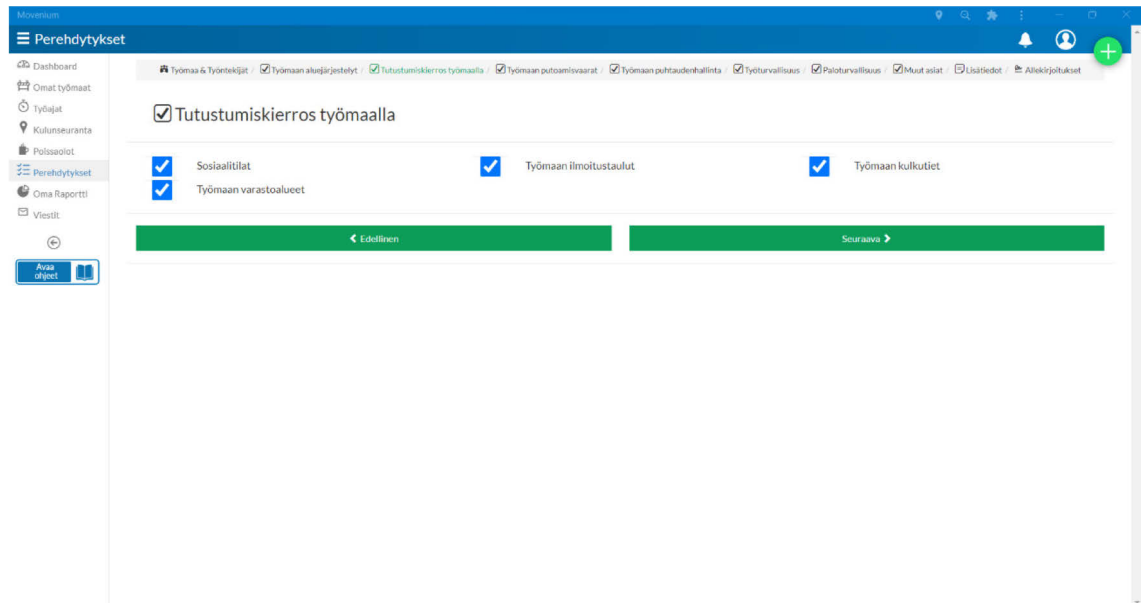 Movenium
Perehdytykset
Dashboard
Omat työmaat
Työajat
Kulunseuranta
Poissaolot
Perehdytykset
Oma Raportti
Viestit
Avaa
ohjeet
Työmaa & Työntekijät / Työmaan aluejärjestelyt / Tutustumiskierros työmaalla / Työmaan putoamisvaarat / Työmaan puhtaudenhallinta / Työturvallisuus / Paloturvallisuus / Muut asiat / Lisätiedot / Allekirjoitukset
Tutustumiskierros työmaalla
Sosiaalitilat Työmaan ilmoitustaulut Työmaan kulkutiet
Työmaan varastoalueet
Edellinen Seuraava